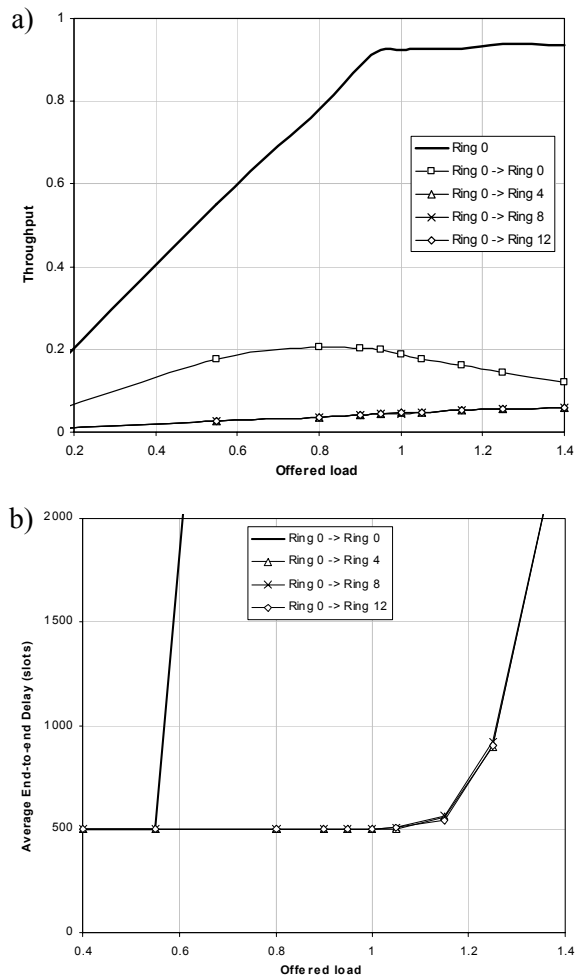 a)
1
0.8
0.6
0.4
0.2
0
Throughput
Ring 0
Ring 0 -> Ring 0
Ring 0 -> Ring 4
Ring 0 -> Ring 8
Ring 0 -> Ring 12
0.2 0.4 0.6 0.8 1 1.2 1.4
Offered load
b)
2000
1500
1000
500
0
Average End-to-end Delay (slots)
Ring 0 -> Ring 0
Ring 0 -> Ring 4
Ring 0 -> Ring 8
Ring 0 -> Ring 12
0.4 0.6 0.8 1 1.2 1.4
Offered load